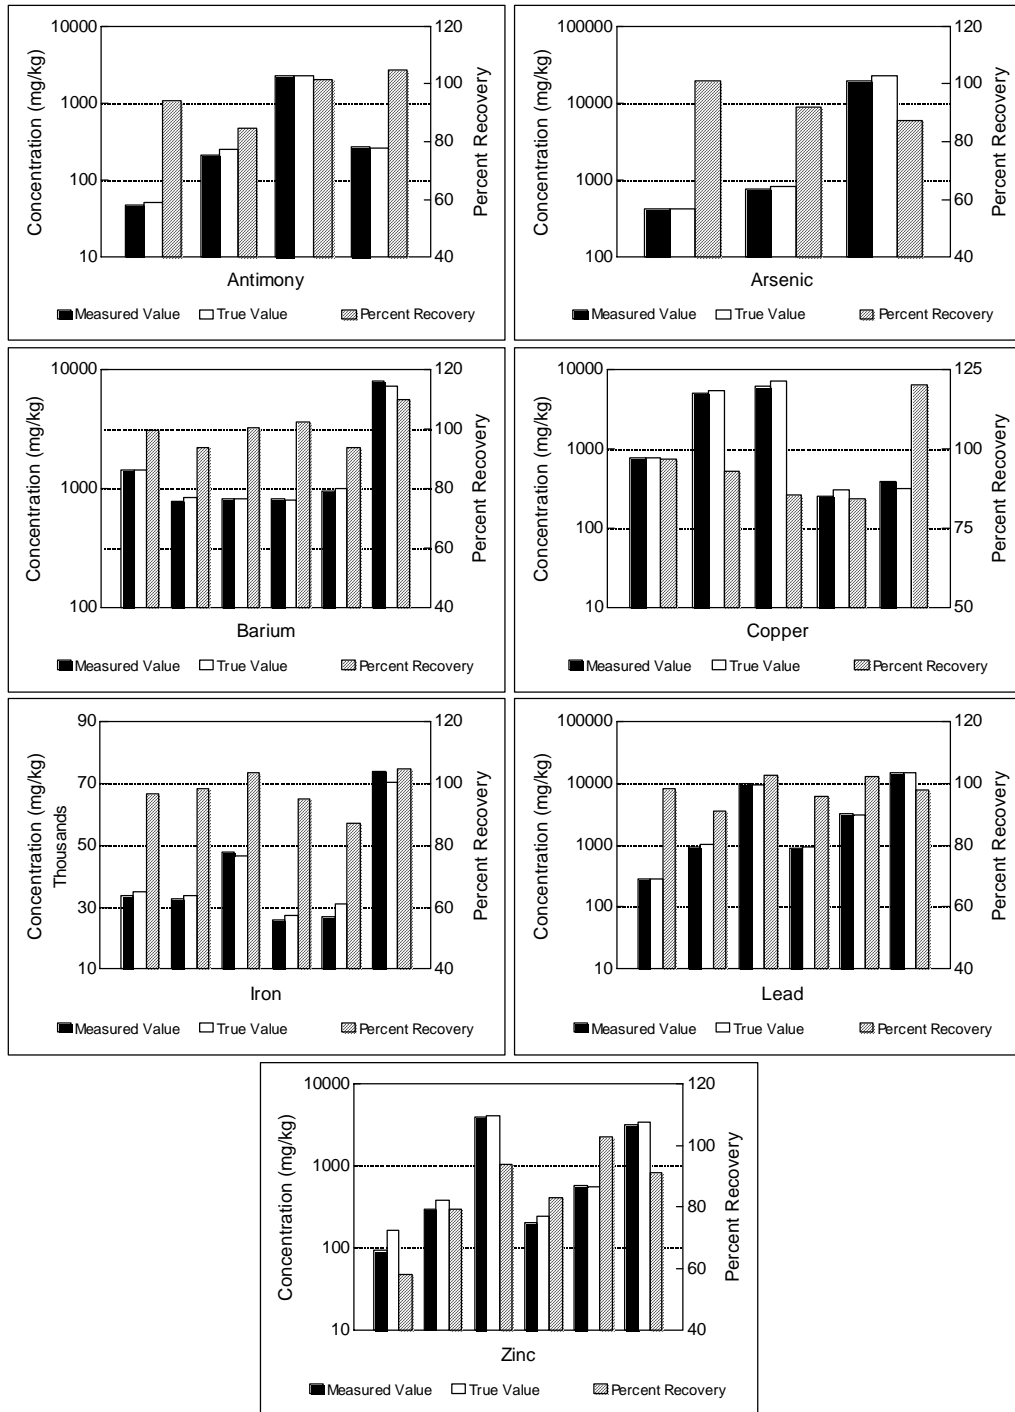 10000
1000
100
10
Concentration (mg/kg)
120
100
80
60
40
Percent Recovery
Antimony
Measured Value True Value Percent Recovery
100000
10000
1000
100
Concentration (mg/kg)
120
100
80
60
40
Percent Recovery
Arsenic
Measured Value True Value Percent Recovery
10000
1000
100
Concentration (mg/kg)
120
100
80
60
40
Percent Recovery
Barium
Measured Value True Value Percent Recovery
10000
1000
100
10
Concentration (mg/kg)
125
100
75
50
Percent Recovery
Copper
Measured Value True Value Percent Recovery
90
70
50
30
10
Concentration (mg/kg)
Thousands
120
100
80
60
40
Percent Recovery
Iron
Measured Value True Value Percent Recovery
100000
10000
1000
100
10
Concentration (mg/kg)
120
100
80
60
40
Percent Recovery
Lead
Measured Value True Value Percent Recovery
10000
1000
100
10
Concentration (mg/kg)
120
100
80
60
40
Percent Recovery
Zinc
Measured Value True Value Percent Recovery